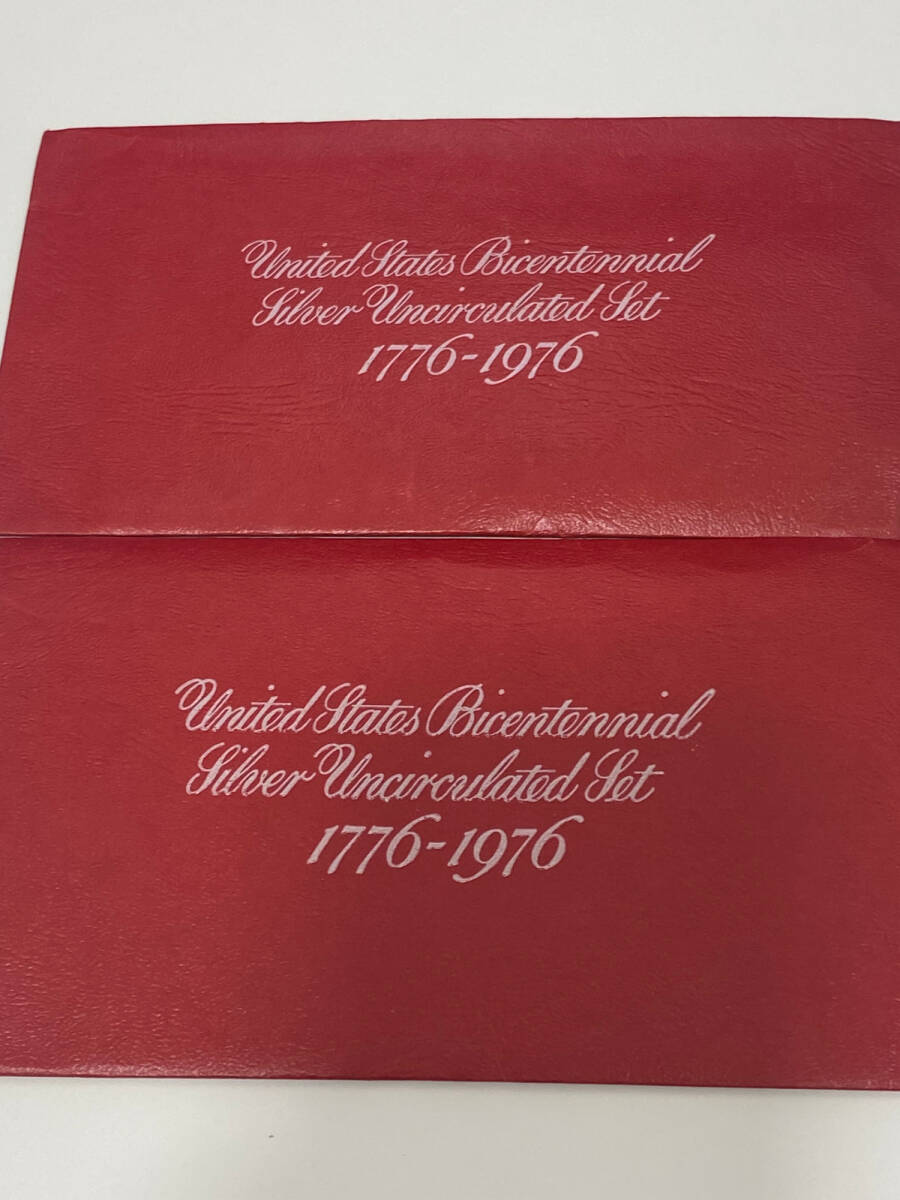 United States Bicentennial
Silver Uncirculated Set
1776-1976
United States Bicentennial
Silver Uncirculated Set
1776-1976